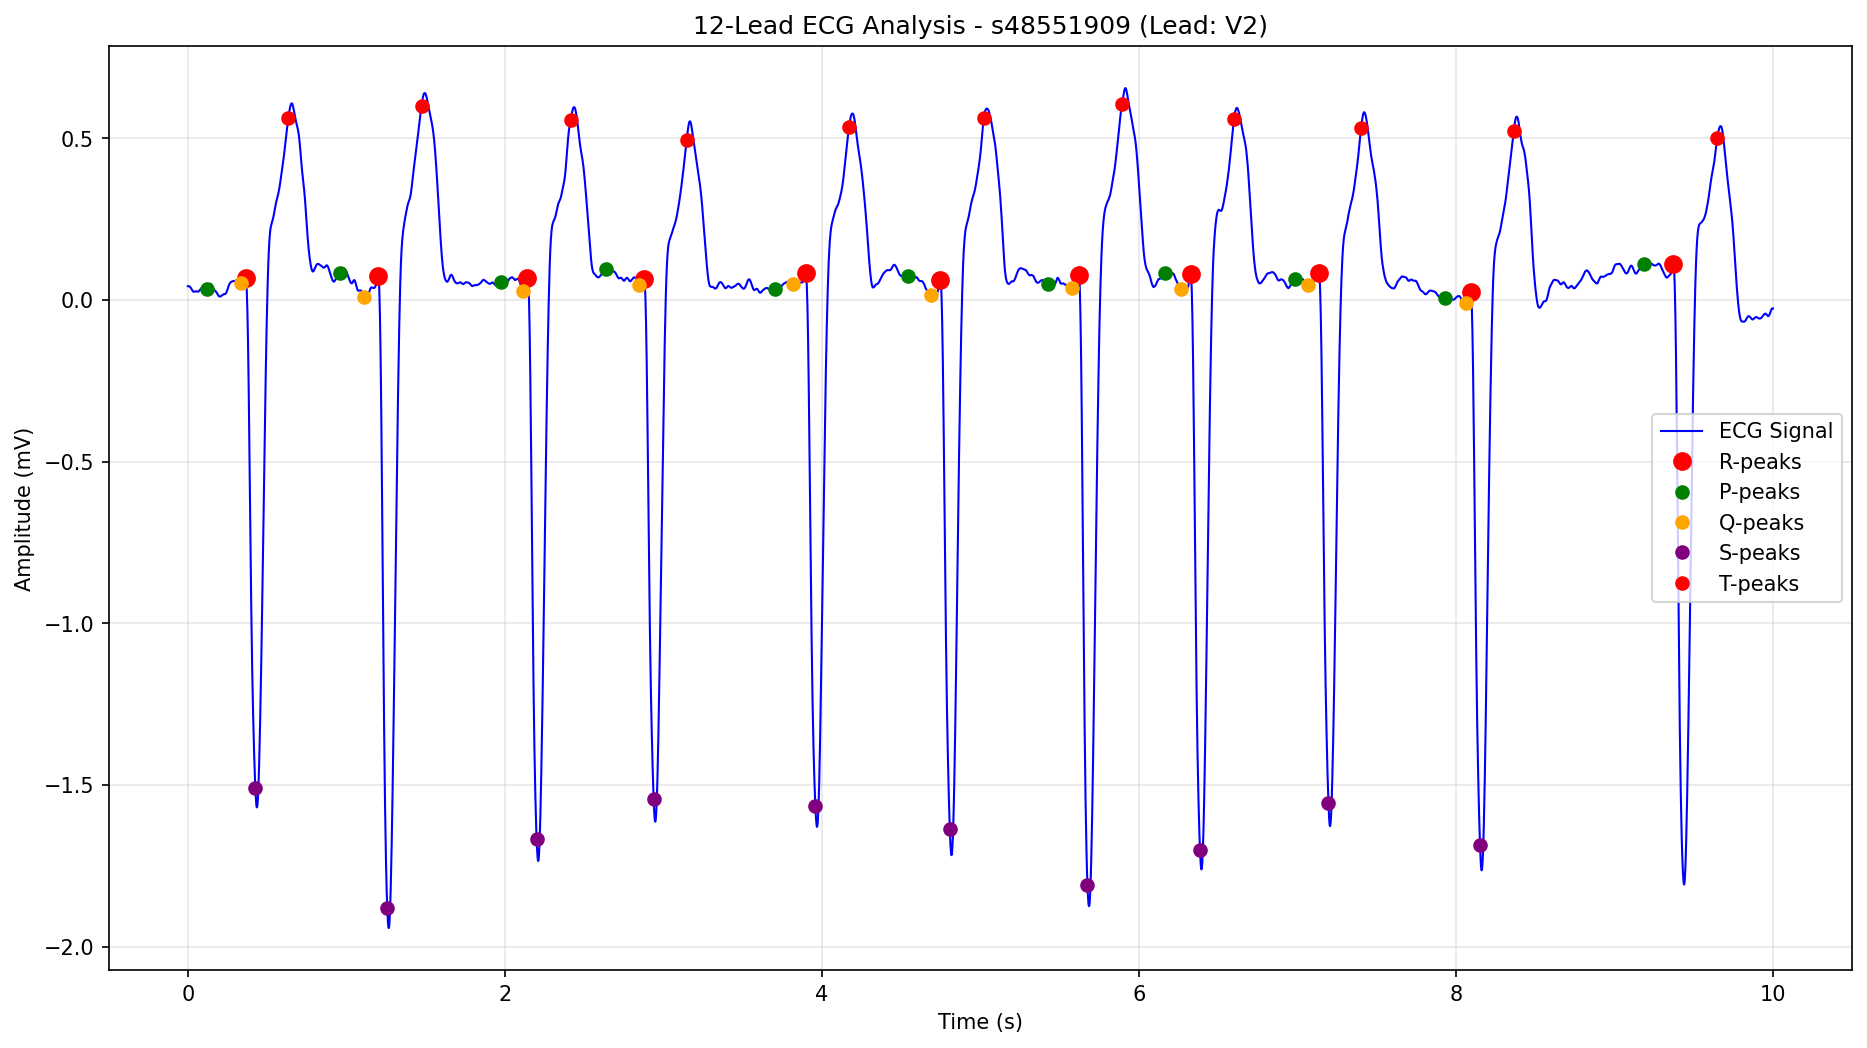 12-Lead ECG Analysis - s48551909 (Lead: V2)
Amplitude (mV)
0.5
0.0
−0.5
−1.0
−1.5
−2.0
ECG Signal
R-peaks
P-peaks
Q-peaks
S-peaks
T-peaks
0 2 4 6 8 10
Time (s)